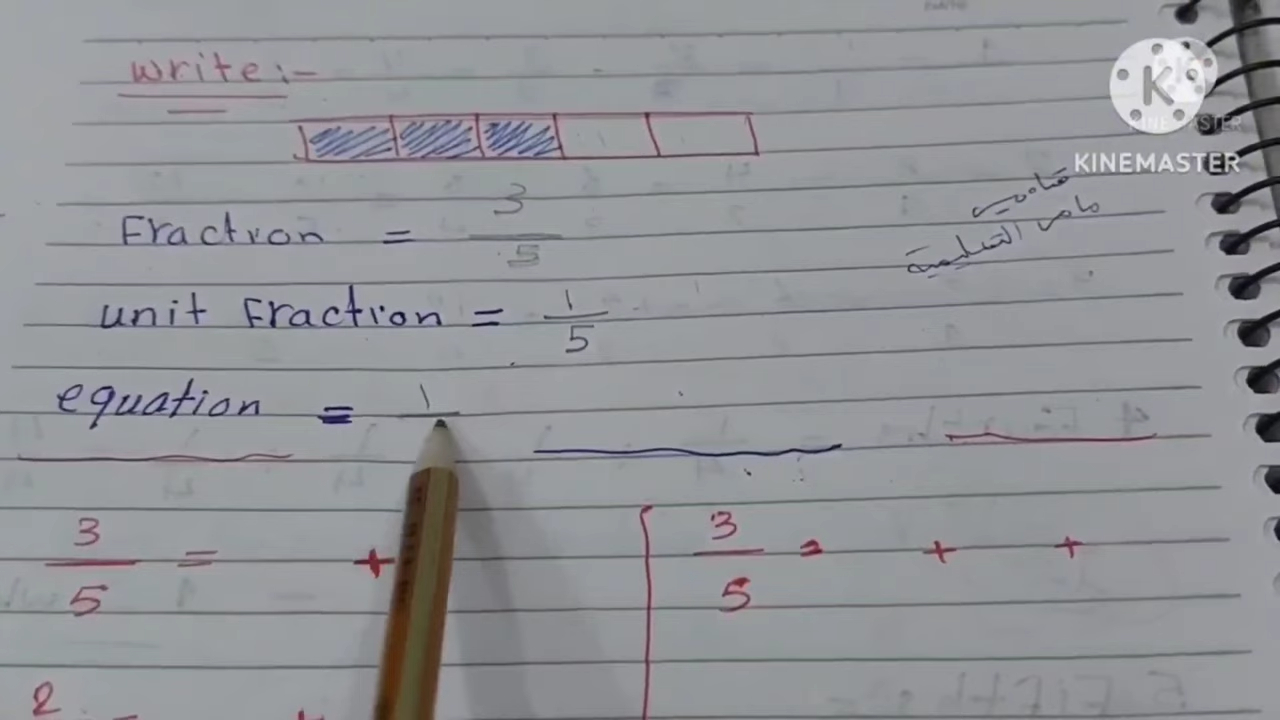 Write:-
KINEMASTER
Fraction = 3/5
unit Fraction = 1/5
equation = 1
3/5 = +
3/5 = + +
2